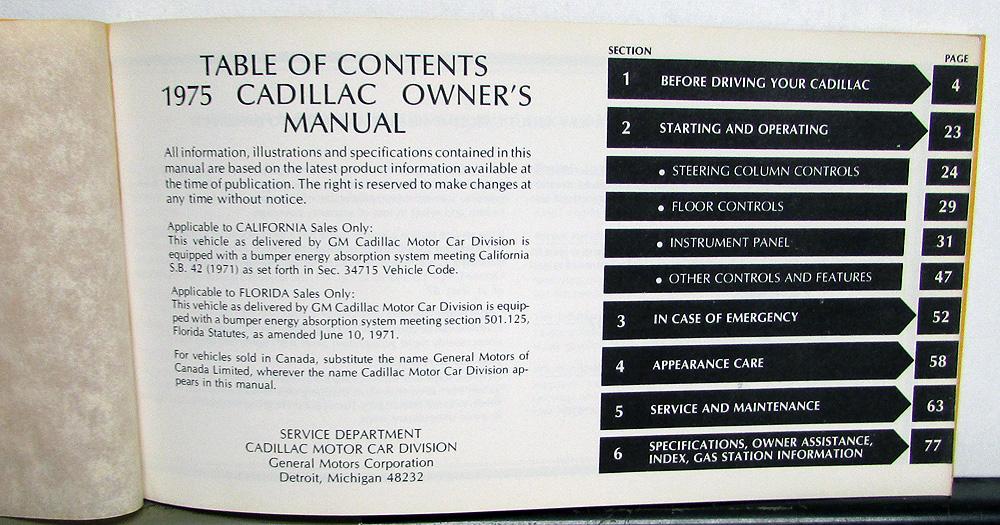 TABLE OF CONTENTS
1975 CADILLAC OWNER'S
MANUAL
All information, illustrations and specifications contained in this
manual are based on the latest product information available at
the time of publication. The right is reserved to make changes at
any time without notice.
Applicable to CALIFORNIA Sales Only:
This vehicle as delivered by GM Cadillac Motor Car Division is
equipped with a bumper energy absorption system meeting California
S.B. 42 (1971) as set forth in Sec. 34715 Vehicle Code.
Applicable to FLORIDA Sales Only:
This vehicle as delivered by GM Cadillac Motor Car Division is equip-
ped with a bumper energy absorption system meeting section 501.125,
Florida Statutes, as amended June 10, 1971.
For vehicles sold in Canada, substitute the name General Motors of
Canada Limited, wherever the name Cadillac Motor Car Division ap-
pears in this manual.
SERVICE DEPARTMENT
CADILLAC MOTOR CAR DIVISION
General Motors Corporation
Detroit, Michigan 48232
SECTION PAGE
1 BEFORE DRIVING YOUR CADILLAC 4
2 STARTING AND OPERATING 23
• STEERING COLUMN CONTROLS 24
• FLOOR CONTROLS 29
• INSTRUMENT PANEL 31
• OTHER CONTROLS AND FEATURES 47
3 IN CASE OF EMERGENCY 52
4 APPEARANCE CARE 58
5 SERVICE AND MAINTENANCE 63
6 SPECIFICATIONS, OWNER ASSISTANCE, 77
INDEX, GAS STATION INFORMATION